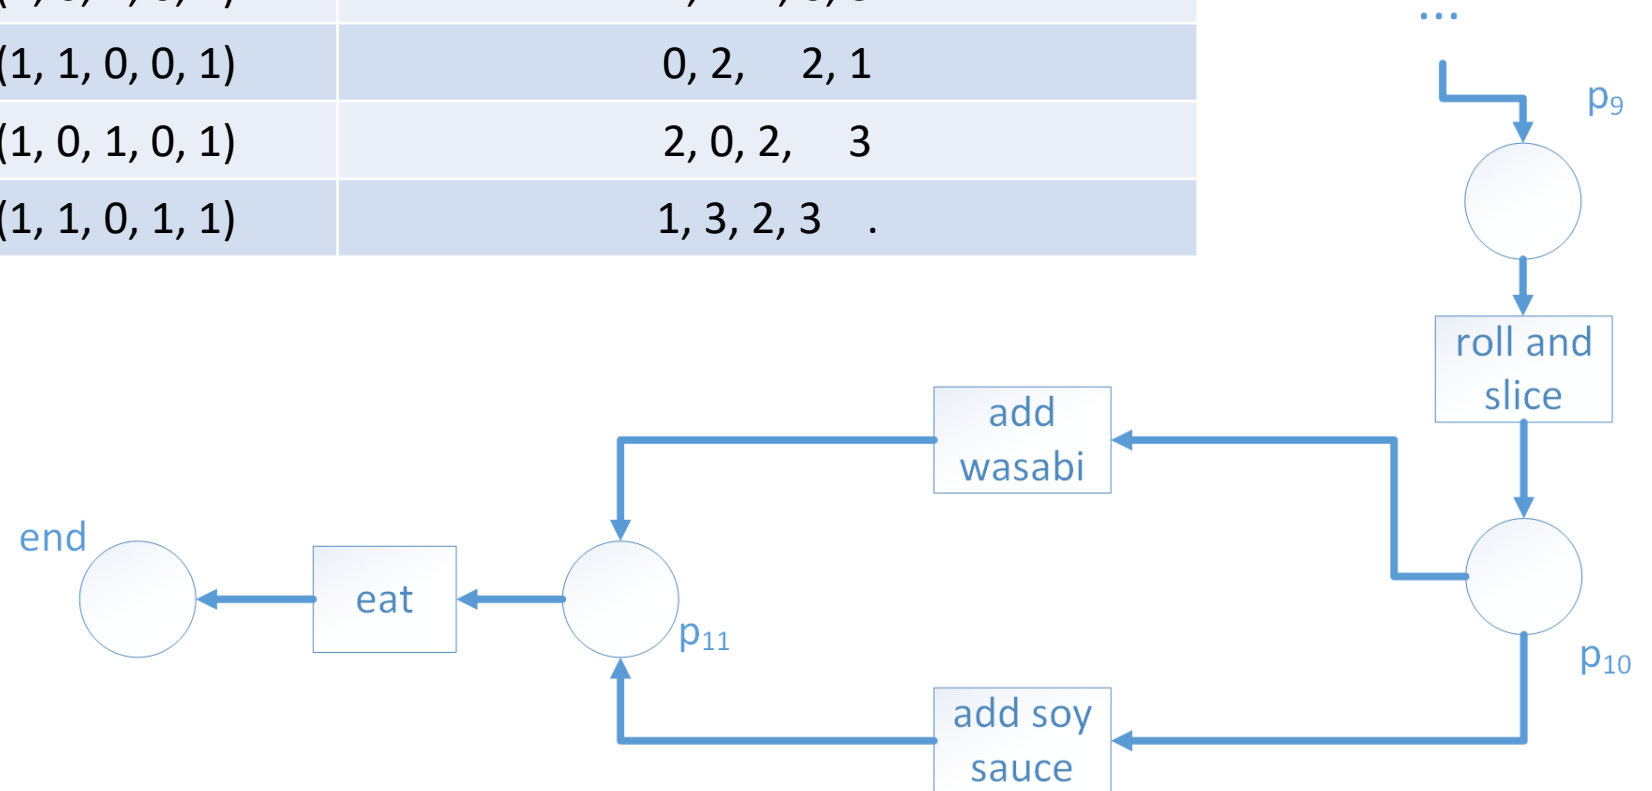 ...
(1, 1, 0, 0, 1) 0, 2, 2, 1
p9
(1, 0, 1, 0, 1) 2, 0, 2, 3
(1, 1, 0, 1, 1) 1, 3, 2, 3 .
roll and
slice
add
wasabi
end
eat
p11
p10
add soy
sauce